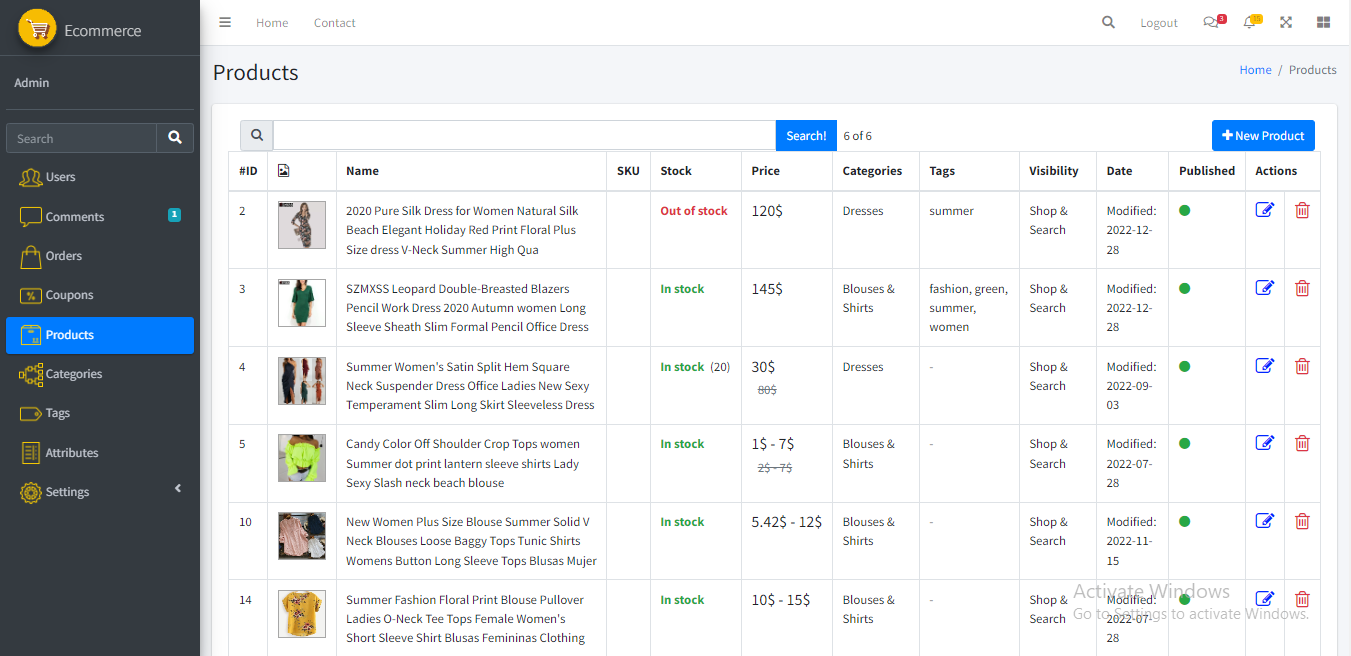 Ecommerce
Home Contact
Logout 3 15
Admin
Products
Home / Products
Search
Search! 6 of 6
New Product
Users
Comments 1
Orders
Coupons
Products
Categories
Tags
Attributes
Settings
#ID Name SKU Stock Price Categories Tags Visibility Date Published Actions
2 2020 Pure Silk Dress for Women Natural Silk Out of stock 120$ Dresses summer Shop & Modified:
Beach Elegant Holiday Red Print Floral Plus Search 2022-12-
Size dress V-Neck Summer High Qua 28
3 SZMXSS Leopard Double-Breasted Blazers In stock 145$ Blouses & fashion, green, Shop & Modified:
Pencil Work Dress 2020 Autumn women Long Shirts summer, Search 2022-12-
Sleeve Sheath Slim Formal Pencil Office Dress women 28
4 Summer Women's Satin Split Hem Square In stock (20) 30$ Dresses - Shop & Modified:
Neck Suspender Dress Office Ladies New Sexy 80$ Search 2022-09-
Temperament Slim Long Skirt Sleeveless Dress 03
5 Candy Color Off Shoulder Crop Tops women In stock 1$ - 7$ Blouses & - Shop & Modified:
Summer dot print lantern sleeve shirts Lady 2$ - 7$ Shirts Search 2022-07-
Sexy Slash neck beach blouse 28
10 New Women Plus Size Blouse Summer Solid V In stock 5.42$ - 12$ Blouses & - Shop & Modified:
Neck Blouses Loose Baggy Tops Tunic Shirts Shirts Search 2022-11-
Womens Button Long Sleeve Tops Blusas Mujer 15
14 Summer Fashion Floral Print Blouse Pullover In stock 10$ - 15$ Blouses & - Shop & Modified:
Ladies O-Neck Tee Tops Female Women's Shirts Search 2022-07-
Short Sleeve Shirt Blusas Femininas Clothing 28
Activate Windows
Go to Settings to activate Windows.